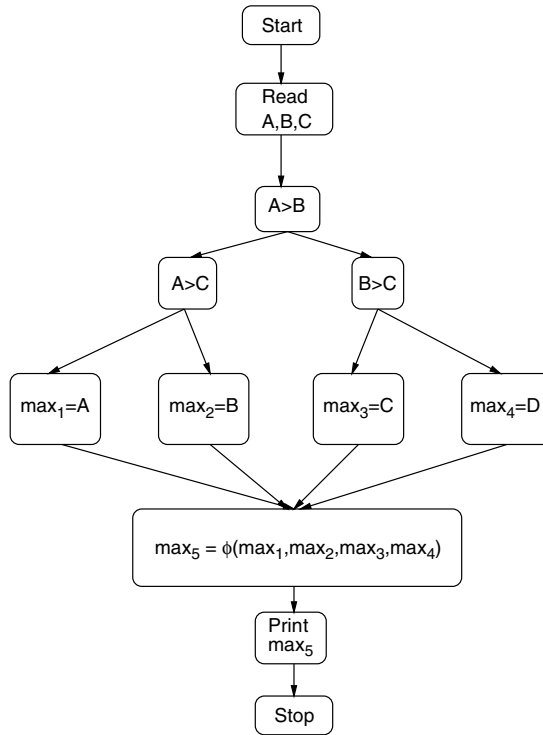 Start
Read
A,B,C
A>B
A>C
B>C
max₁=A
max₂=B
max₃=C
max₄=D
max₅ = ϕ(max₁,max₂,max₃,max₄)
Print
max₅
Stop